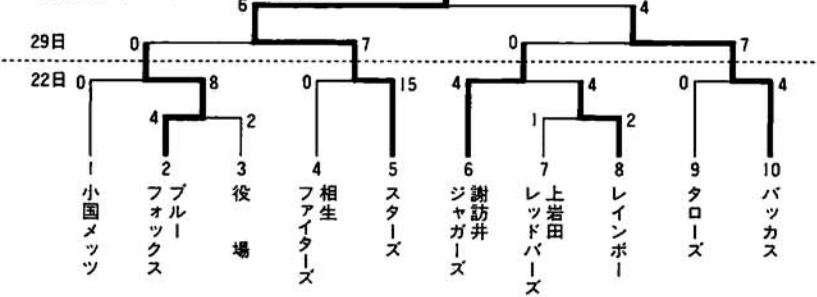 6 4
29日 0 7 0 7
22日 0 8 0 15 4 4 0 4
4 2 1 2
1 2 3 4 5 6 7 8 9 10
小国メッツ
ブルー
フォックス
役場
相生
ファイターズ
スターズ
諏訪井
ジャガーズ
上岩田
レッドバーズ
レインボー
タローズ
バッカス